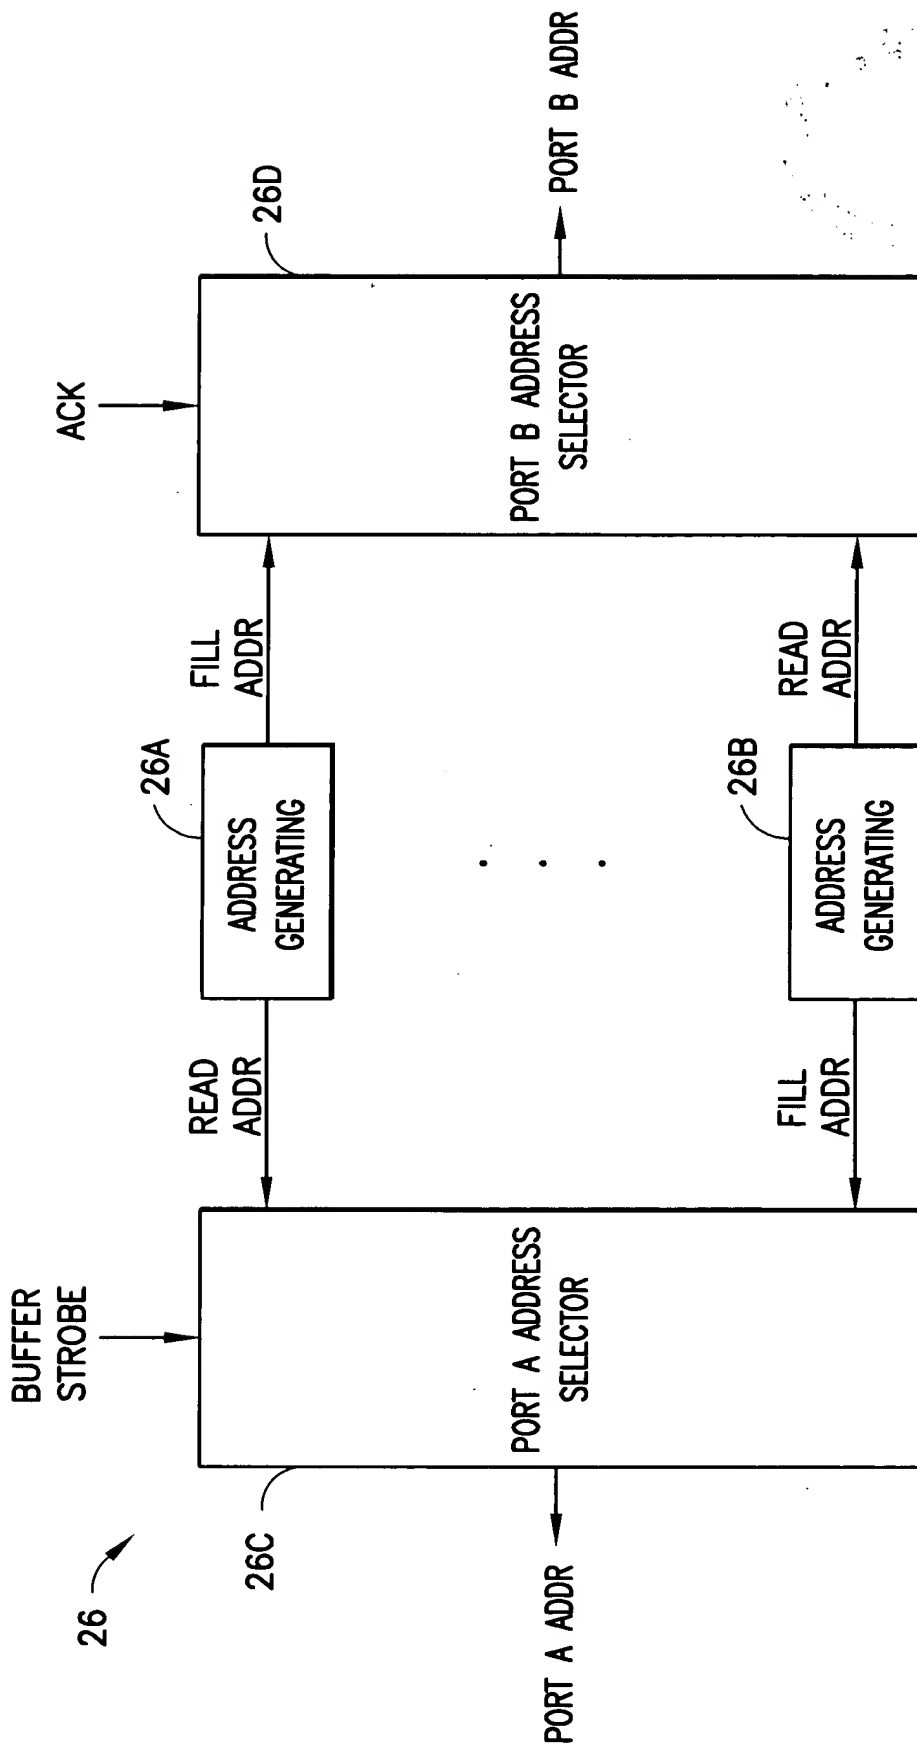 26
BUFFER
STROBE
ACK
26C
PORT A ADDRESS
SELECTOR
PORT A ADDR
READ
ADDR
26A
ADDRESS
GENERATING
FILL
ADDR
FILL
ADDR
26B
ADDRESS
GENERATING
READ
ADDR
26D
PORT B ADDRESS
SELECTOR
PORT B ADDR